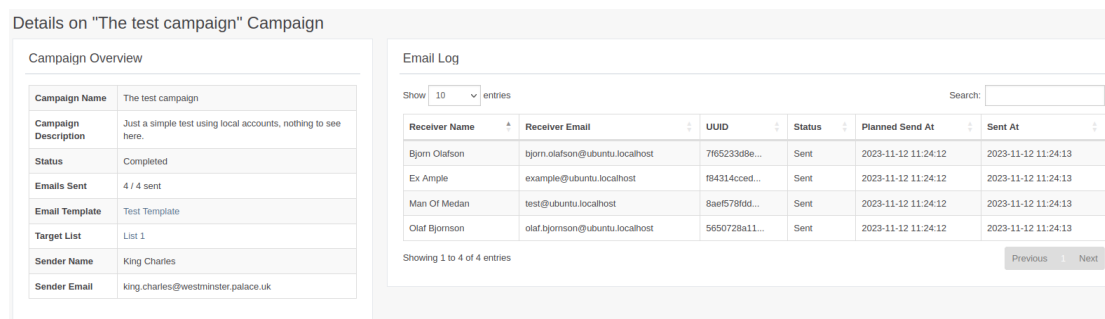 Details on "The test campaign" Campaign
Campaign Overview
Campaign Name The test campaign
Campaign Description Just a simple test using local accounts, nothing to see here.
Status Completed
Emails Sent 4 / 4 sent
Email Template Test Template
Target List List 1
Sender Name King Charles
Sender Email king.charles@westminster.palace.uk
Email Log
Show 10 entries Search:
Receiver Name Receiver Email UUID Status Planned Send At Sent At
Bjorn Olafson bjorn.olafson@ubuntu.localhost 7f65233d8e... Sent 2023-11-12 11:24:12 2023-11-12 11:24:13
Ex Ample example@ubuntu.localhost f84314cced... Sent 2023-11-12 11:24:12 2023-11-12 11:24:13
Man Of Medan test@ubuntu.localhost 8aef578fdd... Sent 2023-11-12 11:24:12 2023-11-12 11:24:13
Olaf Bjornson olaf.bjornson@ubuntu.localhost 5650728a11... Sent 2023-11-12 11:24:12 2023-11-12 11:24:13
Showing 1 to 4 of 4 entries Previous 1 Next